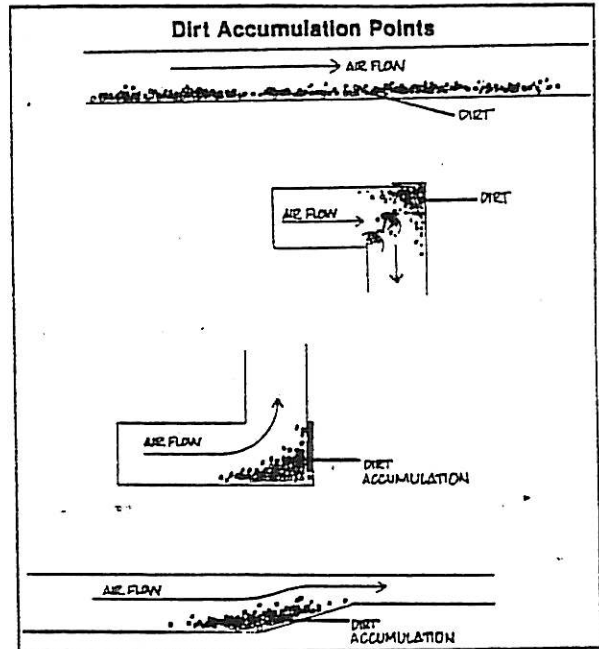 Dirt Accumulation Points
AIR FLOW
DIRT
AIR FLOW
DIRT
AIR FLOW
DIRT
ACCUMULATION
AIR FLOW
DIRT
ACCUMULATION